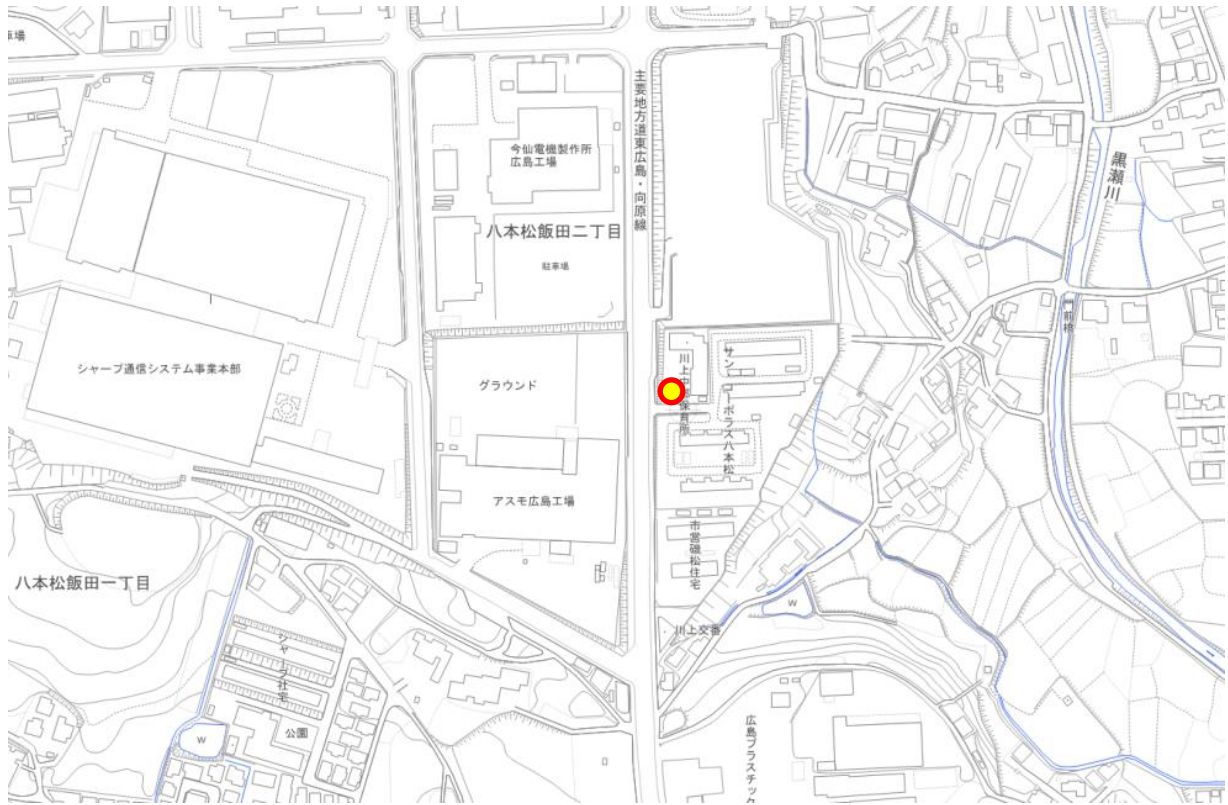 車場
主要地方道東広島・向原線
今仙電機製作所
広島工場
黒瀬川
八本松飯田二丁目
駐車場
前橋
シャープ通信システム事業本部
グラウンド
川上中
保育所
サン
ーポラス八本松
アスモ広島工場
市営磯松住宅
八本松飯田一丁目
W
川上交番
シャープ社宅
公園
W
広島プラスチック